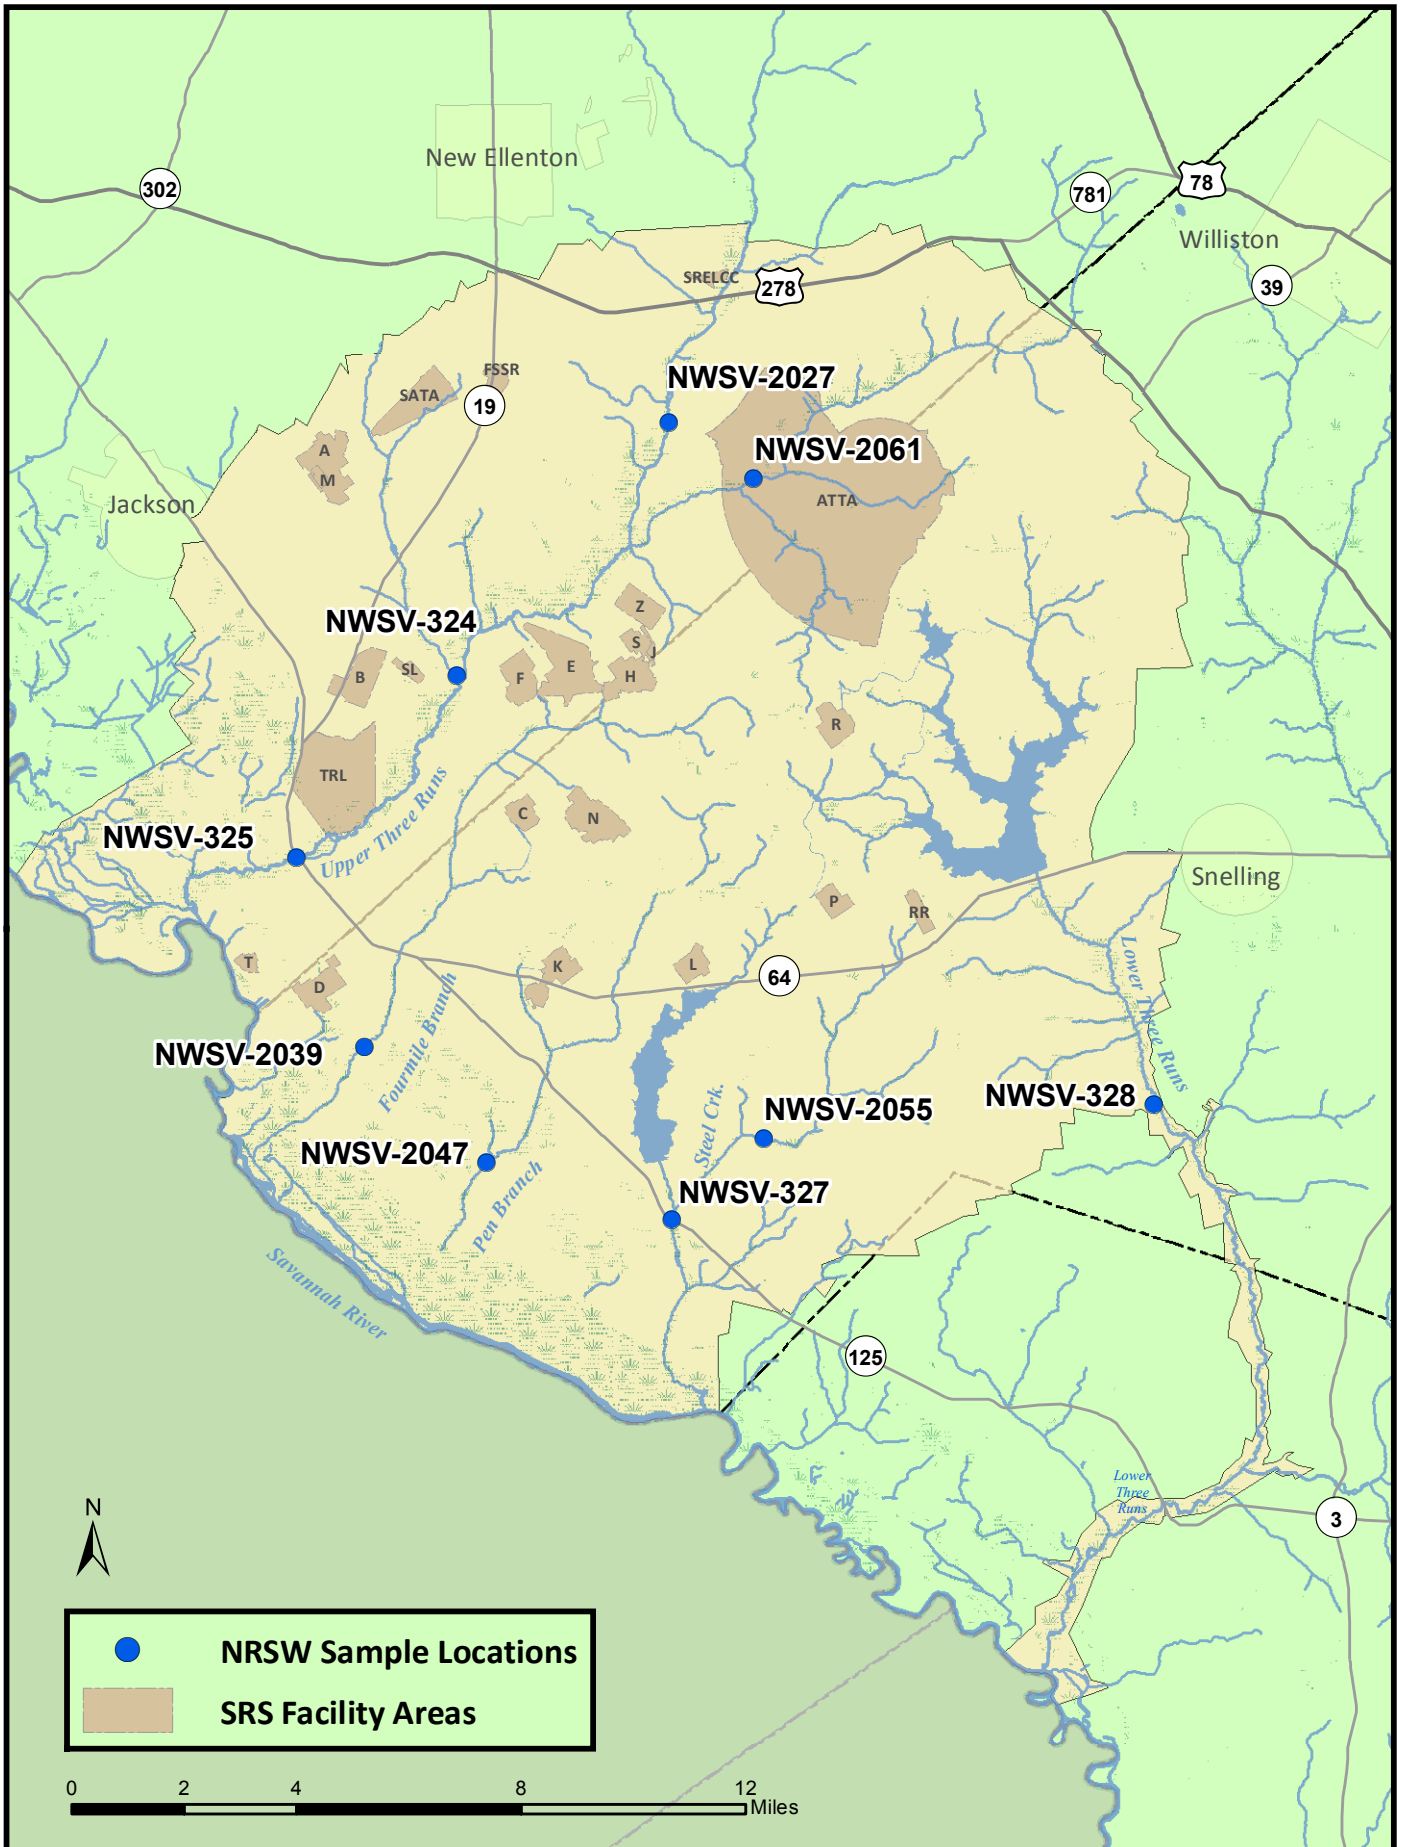 New Ellenton
302
781
78
Williston
SRELCC
278
39
FSSR
NWSV-2027
SATA
19
A
NWSV-2061
M
ATTA
Jackson
Z
NWSV-324
S
J
E
SL
B
F
H
R
TRL
Upper Three Runs
C
N
NWSV-325
Snelling
P
RR
T
K
L
64
D
Lower Three Runs
Fourmile Branch
NWSV-2039
NWSV-328
NWSV-2055
Steel Crk.
NWSV-2047
NWSV-327
Pen Branch
Savannah River
125
Lower
Three
Runs
N
3
NRSW Sample Locations
SRS Facility Areas
0 2 4 8 12
Miles